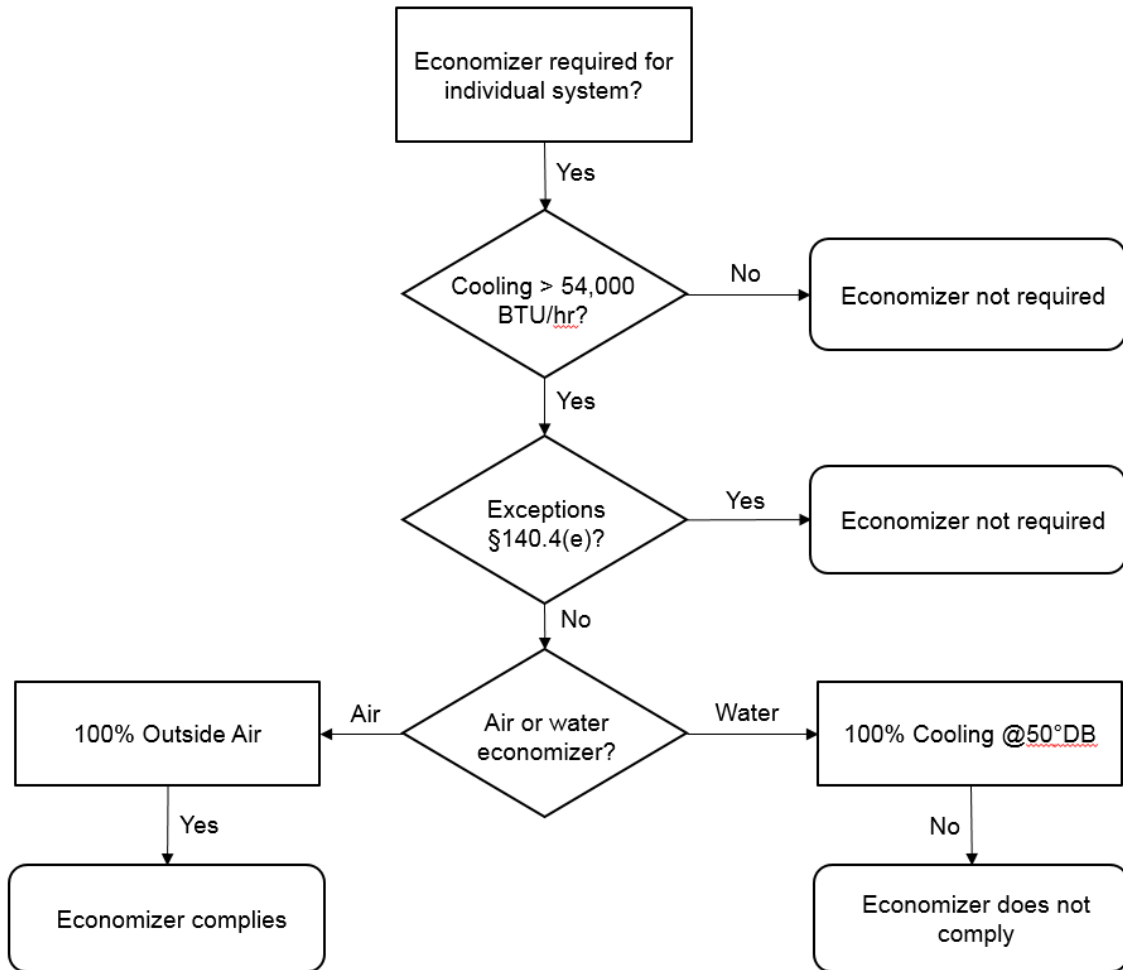 Economizer required for
individual system?
Yes
Cooling > 54,000
BTU/hr?
No
Economizer not required
Yes
Exceptions
§140.4(e)?
Yes
Economizer not required
No
100% Outside Air
Air
Air or water
economizer?
Water
100% Cooling @50°DB
Yes
No
Economizer complies
Economizer does not
comply